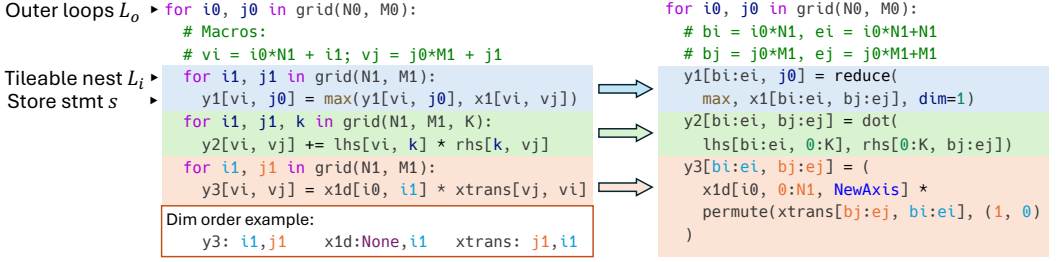 Outer loops Lo ▸ for i0, j0 in grid(N0, M0):
# Macros:
# vi = i0*N1 + i1; vj = j0*M1 + j1
Tileable nest Li ▸ for i1, j1 in grid(N1, M1):
Store stmt s ▸ y1[vi, j0] = max(y1[vi, j0], x1[vi, vj])
for i1, j1, k in grid(N1, M1, K):
y2[vi, vj] += lhs[vi, k] * rhs[k, vj]
for i1, j1 in grid(N1, M1):
y3[vi, vj] = x1d[i0, i1] * xtrans[vj, vi]
Dim order example:
y3: i1,j1 x1d:None,i1 xtrans: j1,i1
for i0, j0 in grid(N0, M0):
# bi = i0*N1, ei = i0*N1+N1
# bj = j0*M1, ej = j0*M1+M1
y1[bi:ei, j0] = reduce(
max, x1[bi:ei, bj:ej], dim=1)
y2[bi:ei, bj:ej] = dot(
lhs[bi:ei, 0:K], rhs[0:K, bj:ej])
y3[bi:ei, bj:ej] = (
x1d[i0, 0:N1, NewAxis] *
permute(xtrans[bj:ej, bi:ei], (1, 0)
)